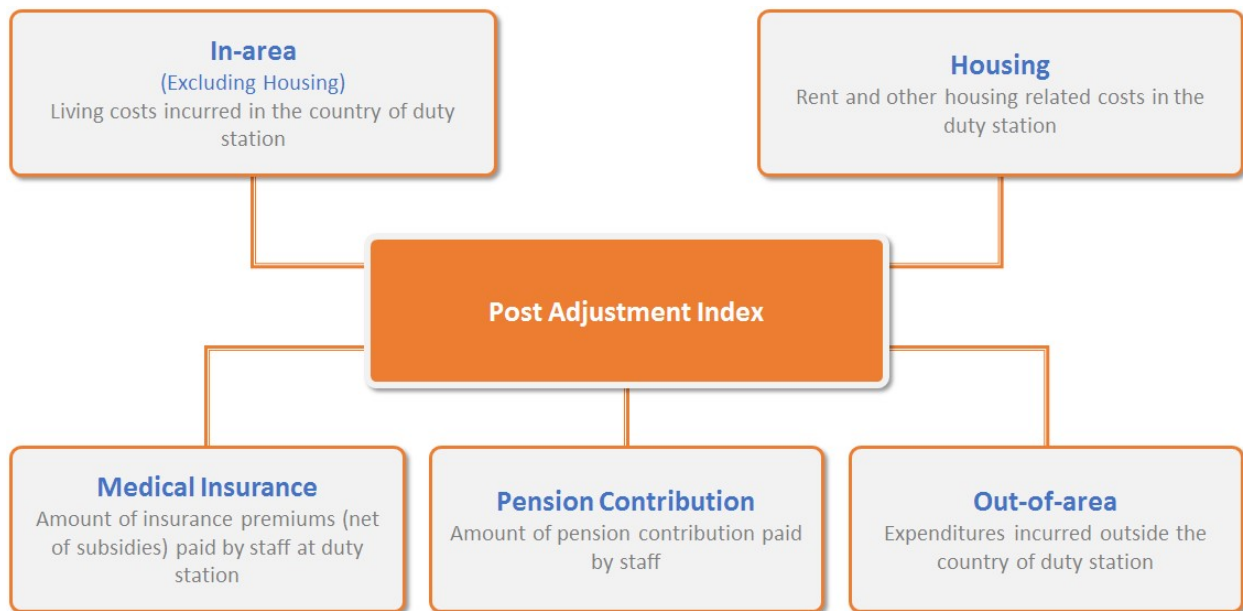 In-area
(Excluding Housing)
Living costs incurred in the country of duty
station
Housing
Rent and other housing related costs in the
duty station
Post Adjustment Index
Medical Insurance
Amount of insurance premiums (net
of subsidies) paid by staff at duty
station
Pension Contribution
Amount of pension contribution paid
by staff
Out-of-area
Expenditures incurred outside the
country of duty station